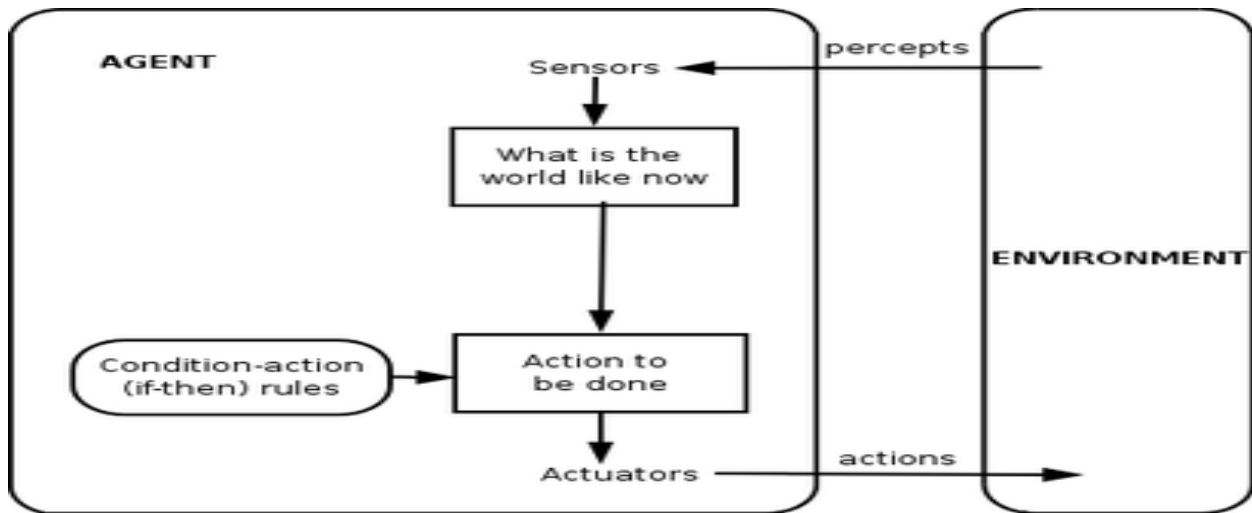 AGENT
percepts
Sensors
What is the
world like now
ENVIRONMENT
Condition-action
(if-then) rules
Action to
be done
Actuators
actions